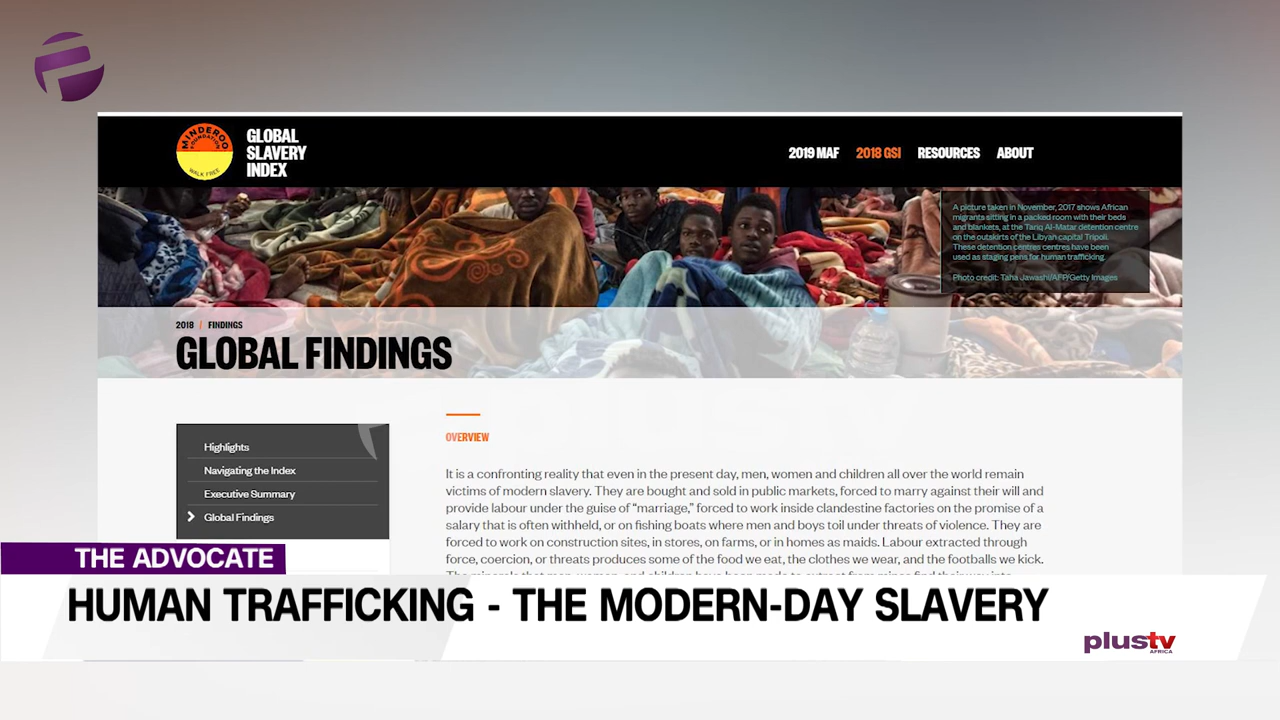 MINDEROO
FOUNDATION
WALK FREE
GLOBAL
SLAVERY
INDEX
2019 MAF 2018 GSI RESOURCES ABOUT
A picture taken in November, 2017 shows African
migrants sitting in a packed room with their beds
and blankets, at the Tariq Al-Matar detention centre
on the outskirts of the Libyan capital Tripoli.
These detention centres centres have been
used as staging pens for human trafficking.
Photo credit: Taha Jawashi/AFP/Getty Images
2018 / FINDINGS
GLOBAL FINDINGS
Highlights
Navigating the Index
Executive Summary
Global Findings
OVERVIEW
It is a confronting reality that even in the present day, men, women and children all over the world remain
victims of modern slavery. They are bought and sold in public markets, forced to marry against their will and
provide labour under the guise of “marriage,” forced to work inside clandestine factories on the promise of a
salary that is often withheld, or on fishing boats where men and boys toil under threats of violence. They are
forced to work on construction sites, in stores, on farms, or in homes as maids. Labour extracted through
force, coercion, or threats produces some of the food we eat, the clothes we wear, and the footballs we kick.
THE ADVOCATE
HUMAN TRAFFICKING - THE MODERN-DAY SLAVERY
plustv
AFRICA